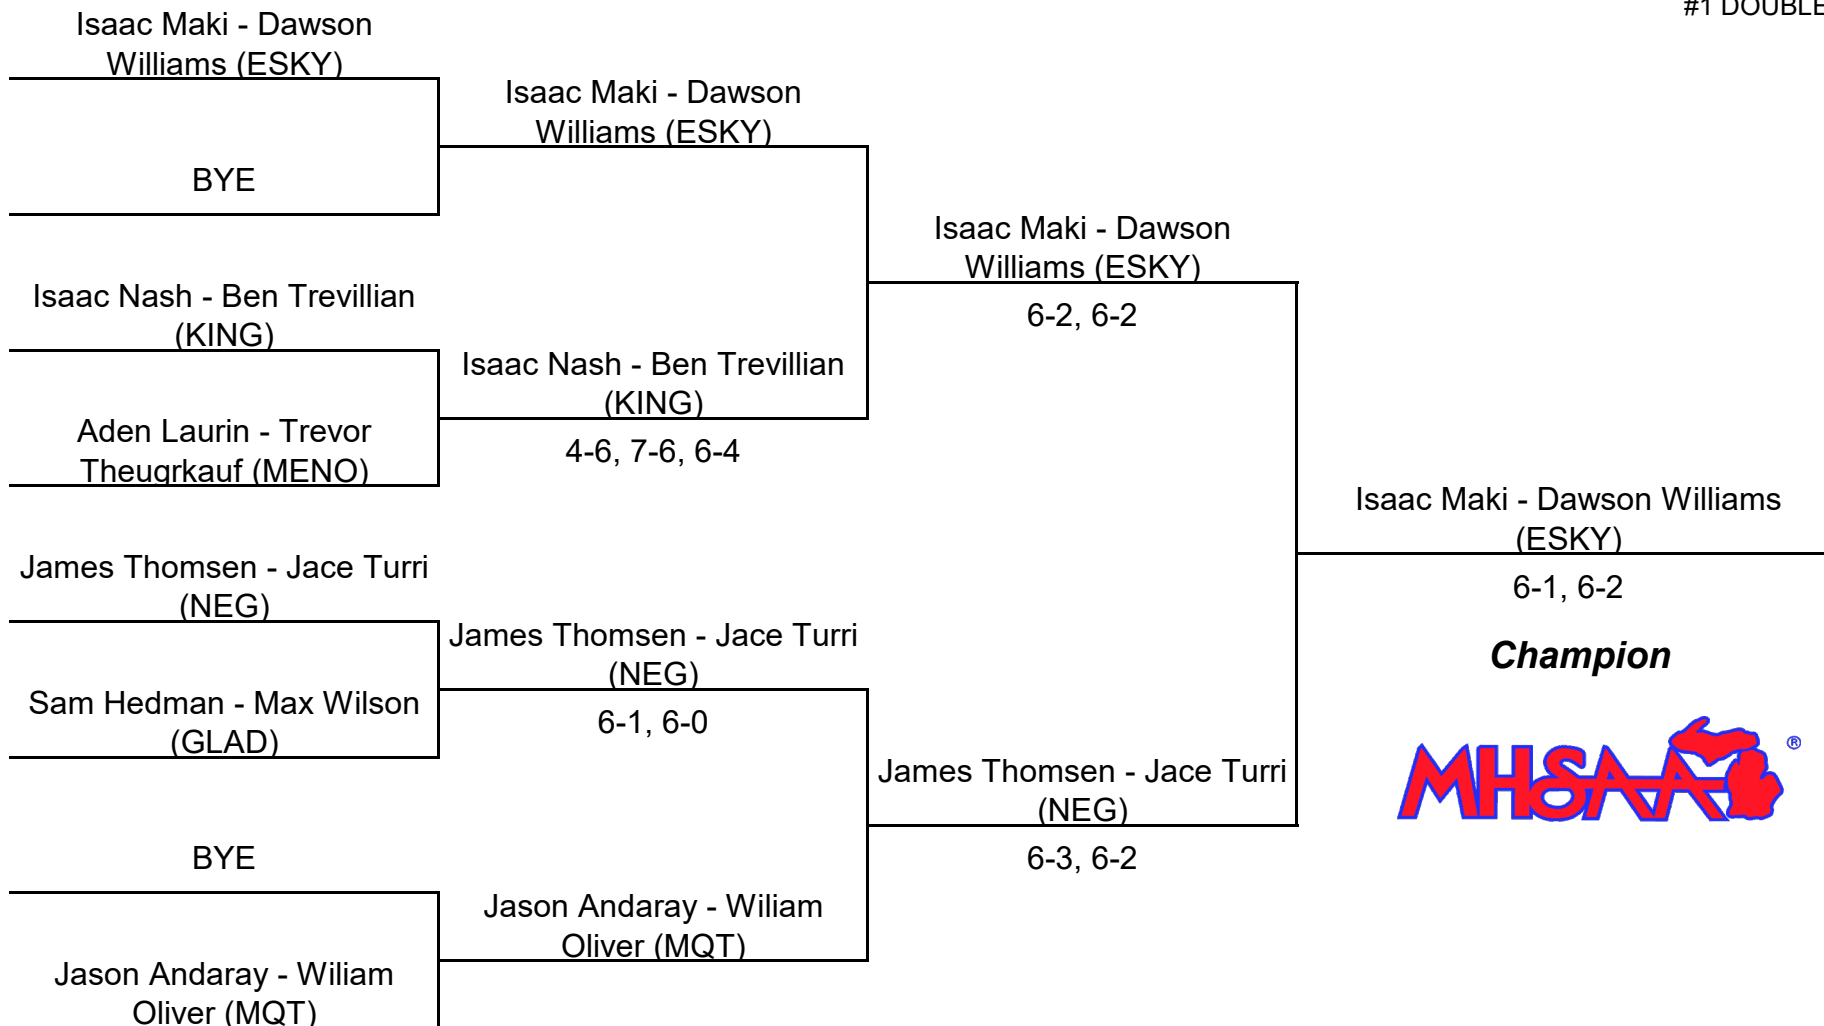 #1 DOUBLE
Isaac Maki - Dawson
Williams (ESKY)
BYE
Isaac Nash - Ben Trevillian
(KING)
Aden Laurin - Trevor
Theugrkauf (MENO)
James Thomsen - Jace Turri
(NEG)
Sam Hedman - Max Wilson
(GLAD)
BYE
Jason Andaray - Wiliam
Oliver (MQT)
Isaac Maki - Dawson
Williams (ESKY)
Isaac Nash - Ben Trevillian
(KING)
4-6, 7-6, 6-4
James Thomsen - Jace Turri
(NEG)
6-1, 6-0
Jason Andaray - Wiliam
Oliver (MQT)
Isaac Maki - Dawson
Williams (ESKY)
6-2, 6-2
James Thomsen - Jace Turri
(NEG)
6-3, 6-2
Isaac Maki - Dawson Williams
(ESKY)
6-1, 6-2
Champion
MHSAA®